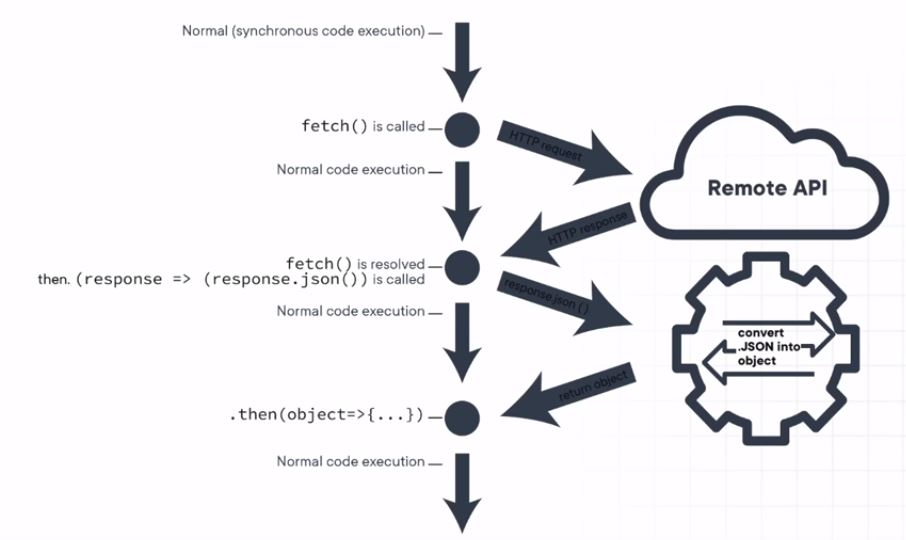 Normal (synchronous code execution)
fetch() is called
HTTP request
Normal code execution
Remote API
HTTP response
fetch() is resolved
then. (response => (response.json()) is called
response.json ()
Normal code execution
convert
.JSON into
object
return object
.then(object=>{...})
Normal code execution